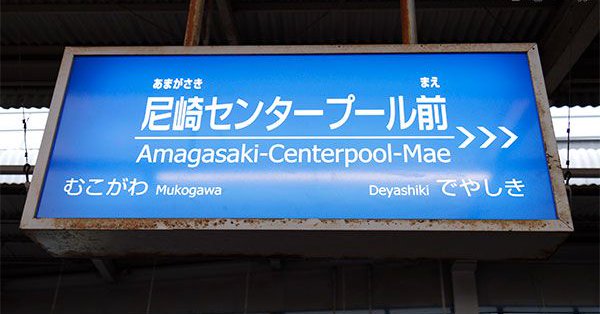 あまがさき まえ
尼崎センタープール前
Amagasaki-Centerpool-Mae
むこがわ Mukogawa Deyashiki でやしき